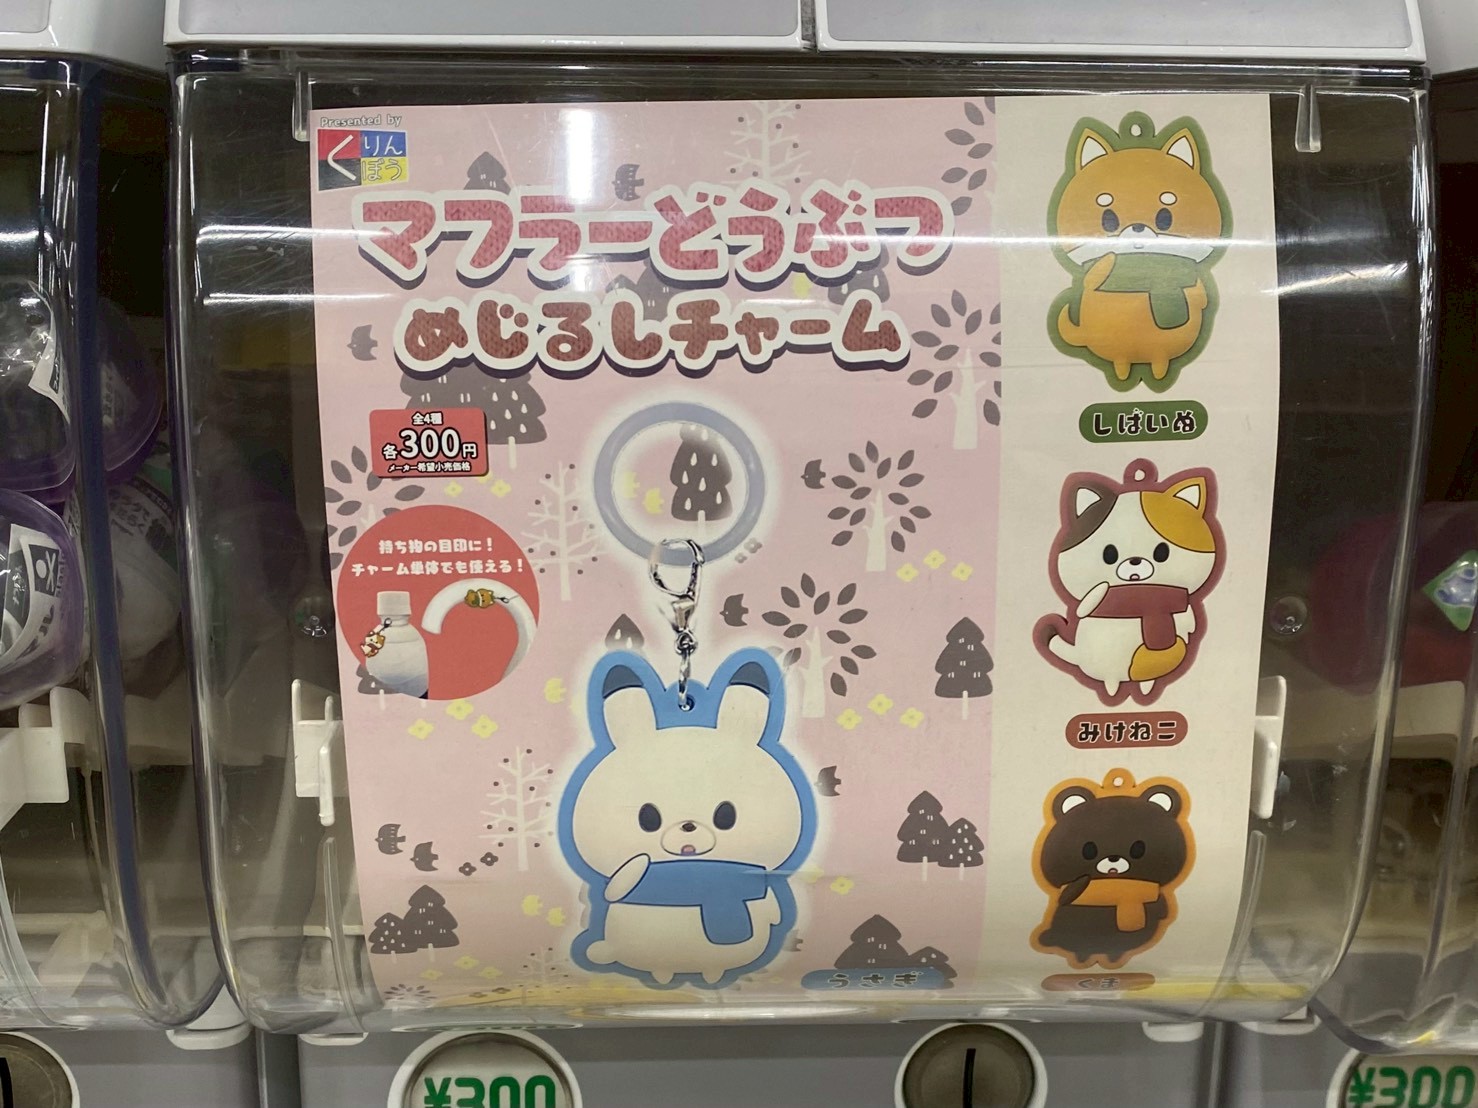 Presented by
くりんぼう
マフラーどうぶつ
めじるしチャーム
全4種
各300円
メーカー希望小売価格
持ち物の目印に！
チャーム単体でも使える！
しばいぬ
みけねこ
くま
うさぎ
¥300
¥300